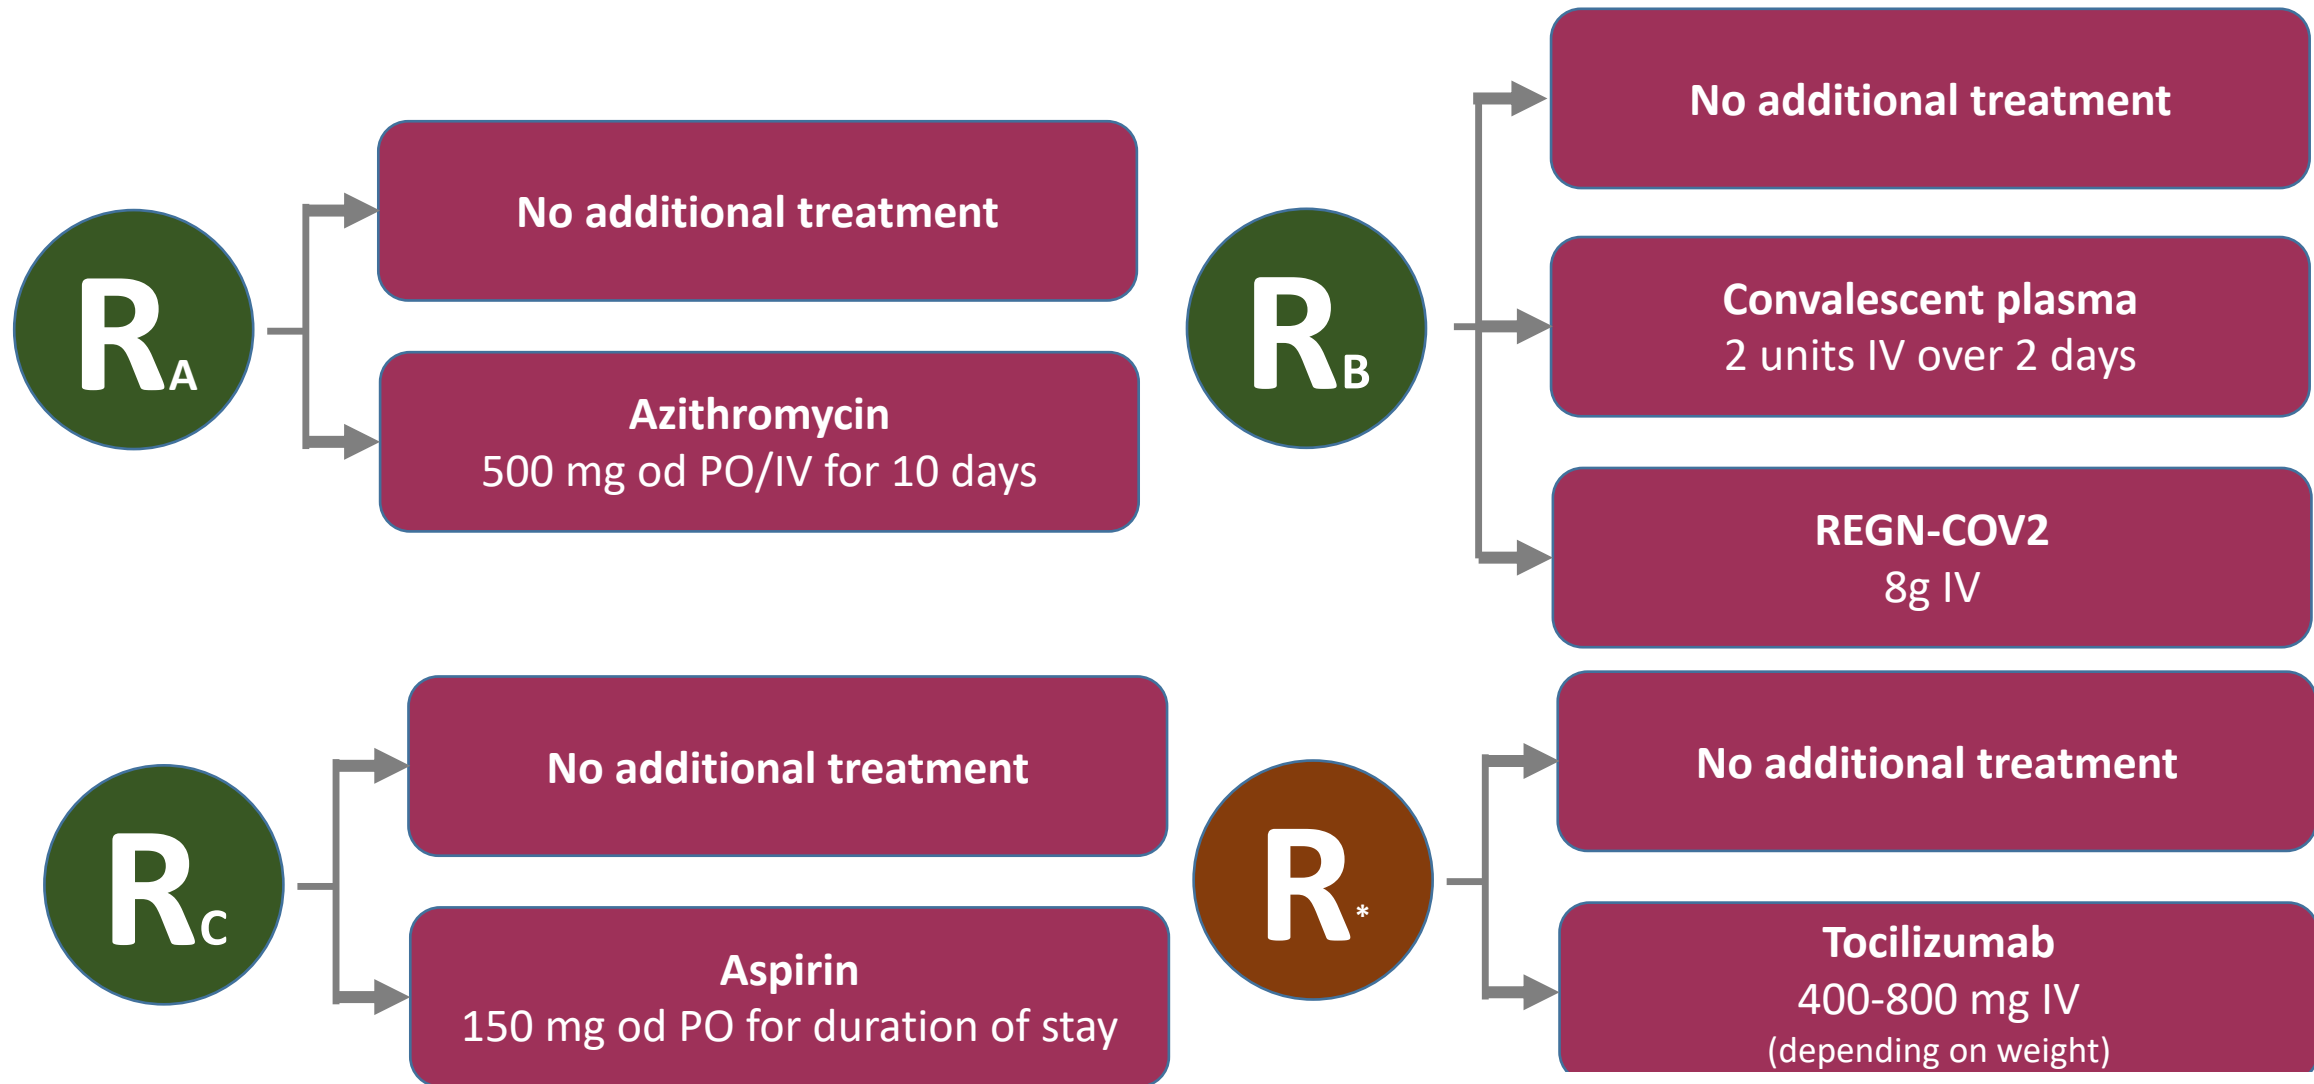 RA
No additional treatment
Azithromycin
500 mg od PO/IV for 10 days
RB
No additional treatment
Convalescent plasma
2 units IV over 2 days
REGN-COV2
8g IV
RC
No additional treatment
Aspirin
150 mg od PO for duration of stay
R*
No additional treatment
Tocilizumab
400-800 mg IV
(depending on weight)